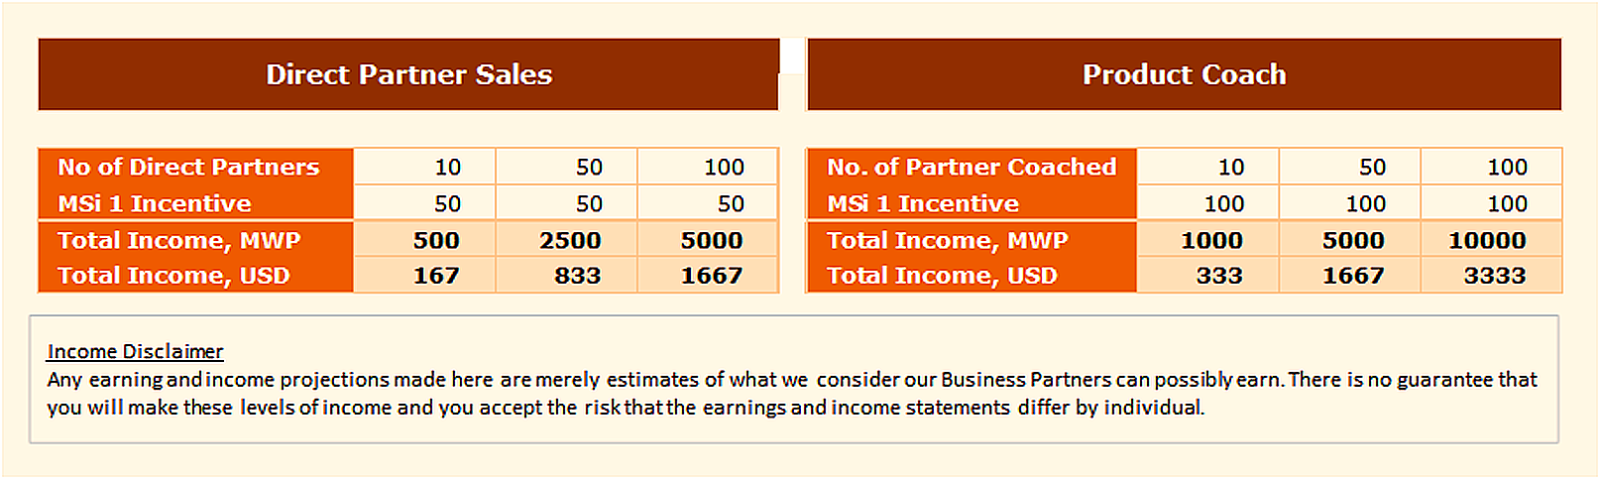 Direct Partner Sales
No of Direct Partners 10 50 100
MSi 1 Incentive 50 50 50
Total Income, MWP 500 2500 5000
Total Income, USD 167 833 1667
Product Coach
No. of Partner Coached 10 50 100
MSi 1 Incentive 100 100 100
Total Income, MWP 1000 5000 10000
Total Income, USD 333 1667 3333
Income Disclaimer
Any earning and income projections made here are merely estimates of what we consider our Business Partners can possibly earn. There is no guarantee that
you will make these levels of income and you accept the risk that the earnings and income statements differ by individual.